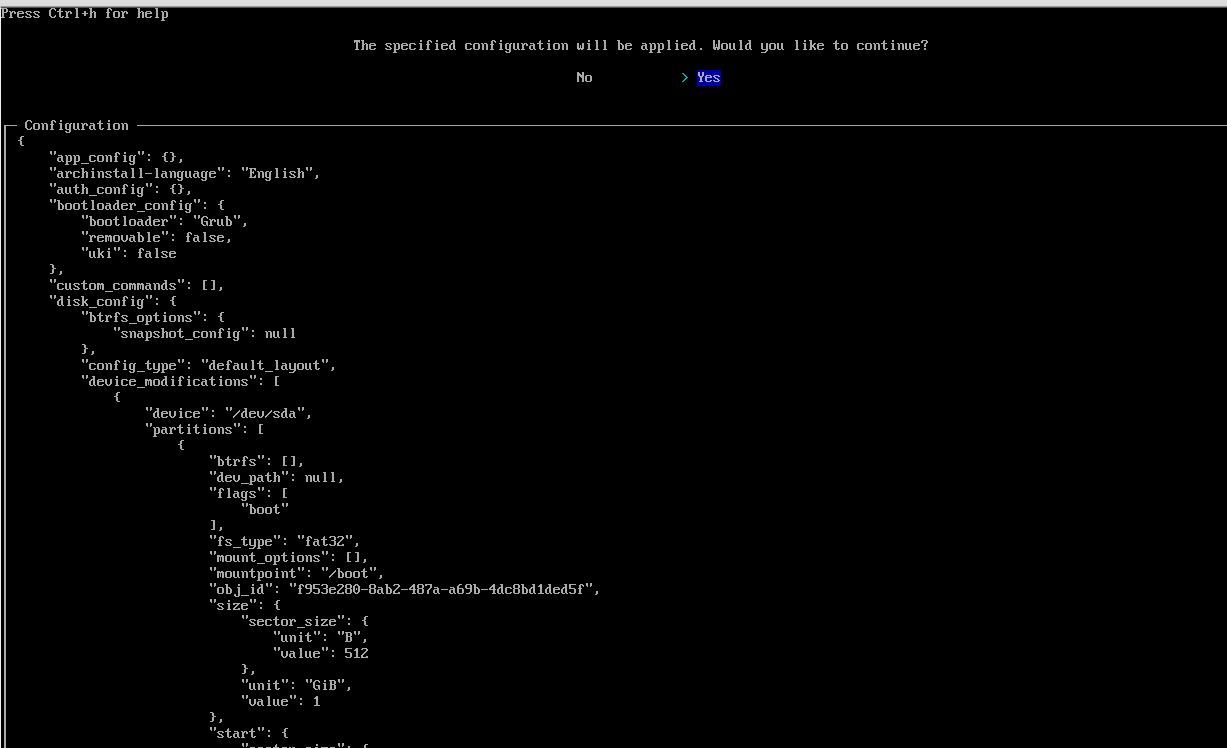 Press Ctrl+h for help
The specified configuration will be applied. Would you like to continue?
No > Yes
Configuration
{
"app_config": {},
"archinstall-language": "English",
"auth_config": {},
"bootloader_config": {
"bootloader": "Grub",
"removable": false,
"uki": false
},
"custom_commands": [],
"disk_config": {
"btrfs_options": {
"snapshot_config": null
},
"config_type": "default_layout",
"device_modifications": [
{
"device": "/dev/sda",
"partitions": [
{
"btrfs": [],
"dev_path": null,
"flags": [
"boot"
],
"fs_type": "fat32",
"mount_options": [],
"mountpoint": "/boot",
"obj_id": "f953e280-8ab2-487a-a69b-4dc8bd1ded5f",
"size": {
"sector_size": {
"unit": "B",
"value": 512
},
"unit": "GiB",
"value": 1
},
"start": {